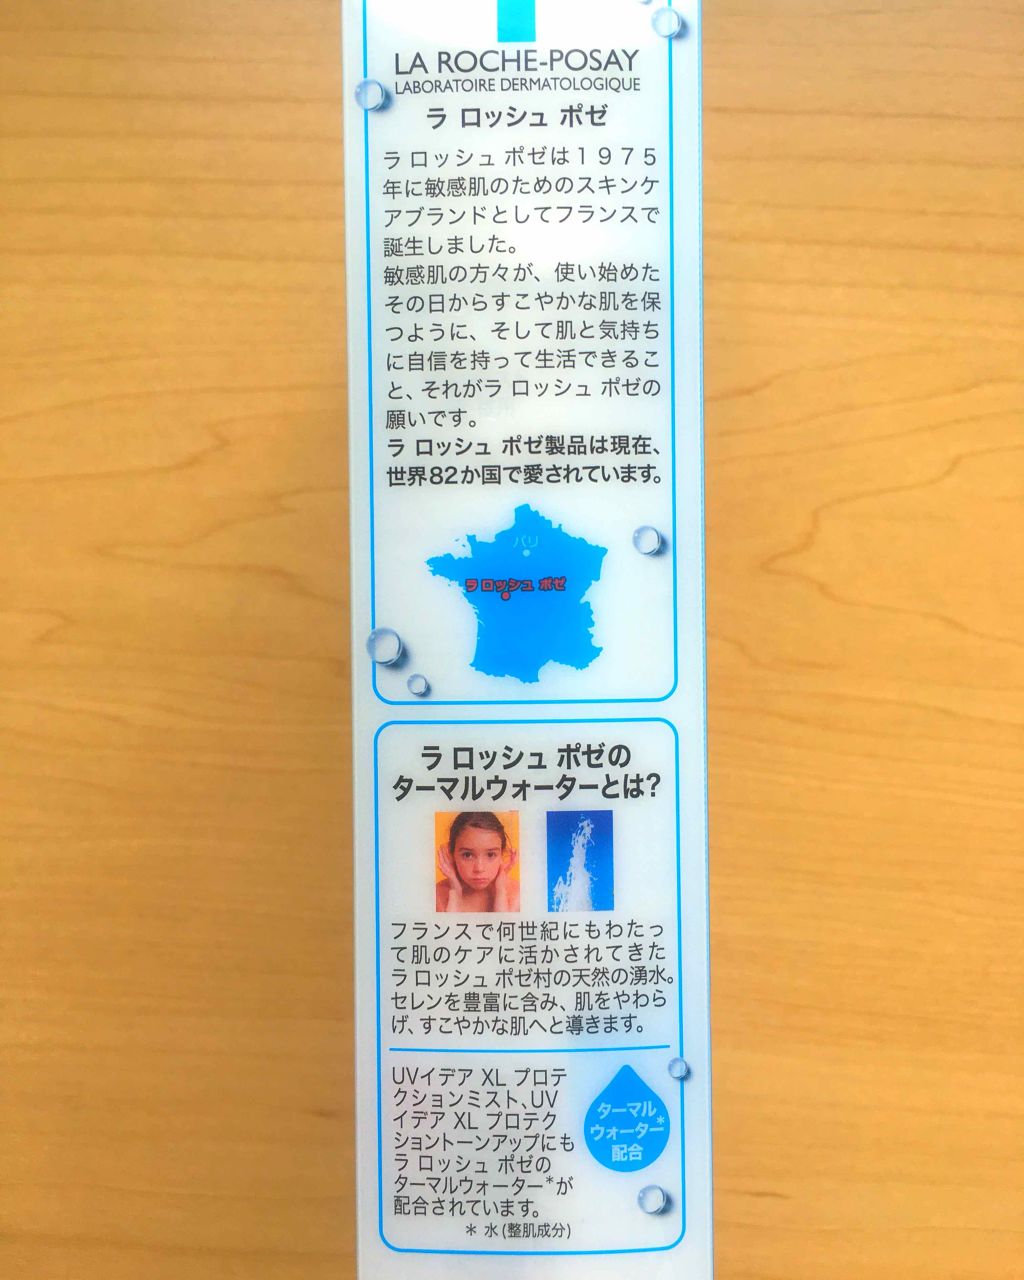 LA ROCHE-POSAY
LABORATOIRE DERMATOLOGIQUE
ラ ロッシュ ポゼ
ラ ロッシュ ポゼは1975
年に敏感肌のためのスキンケ
アブランドとしてフランスで
誕生しました。
敏感肌の方々が、使い始めた
その日からすこやかな肌を保
つように、そして肌と気持ち
に自信を持って生活できるこ
と、それがラ ロッシュ ポゼの
願いです。
ラ ロッシュ ポゼ製品は現在、
世界82か国で愛されています。
パリ
ラ ロッシュ ポゼ
ラ ロッシュ ポゼの
ターマルウォーターとは?
フランスで何世紀にもわたっ
て肌のケアに活かされてきた
ラ ロッシュ ポゼ村の天然の湧水。
セレンを豊富に含み、肌をやわら
げ、すこやかな肌へと導きます。
UVイデア XL プロテ
クションミスト、UV
イデア XL プロテク
ショントーンアップにも
ラ ロッシュ ポゼの
ターマルウォーター*が
配合されています。
* 水(整肌成分)
ターマル
ウォーター*
配合